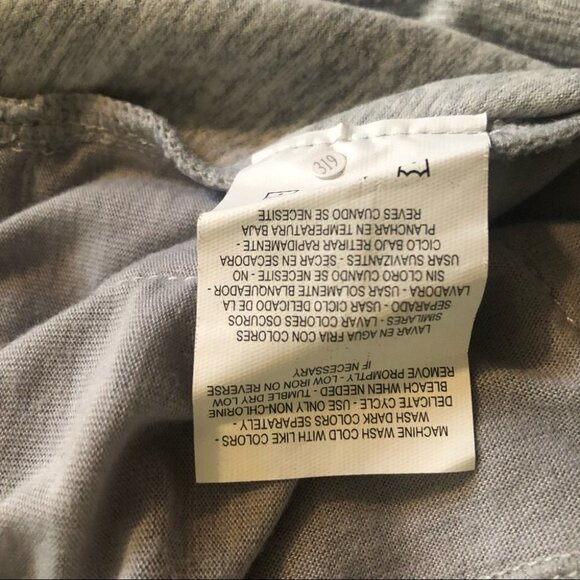 MACHINE WASH COLD WITH LIKE COLORS -
WASH DARK COLORS SEPARATELY -
DELICATE CYCLE - USE ONLY NON-CHLORINE
BLEACH WHEN NEEDED - TUMBLE DRY LOW
REMOVE PROMPTLY - LOW IRON ON REVERSE
IF NECESSARY
LAVAR EN AGUA FRIA CON COLORES
SIMILARES - LAVAR COLORES OSCUROS
SEPARADO - USAR CICLO DELICADO DE LA
LAVADORA - USAR SOLAMENTE BLANQUEADOR -
SIN CLORO CUANDO SE NECESITE -NO-
USAR SUAVIZANTES - SECAR EN SECADORA
CICLO BAJO RETIRAR RAPIDAMENTE -
PLANCHAR EN TEMPERATURA BAJA
REVES CUANDO SE NECESITE
319